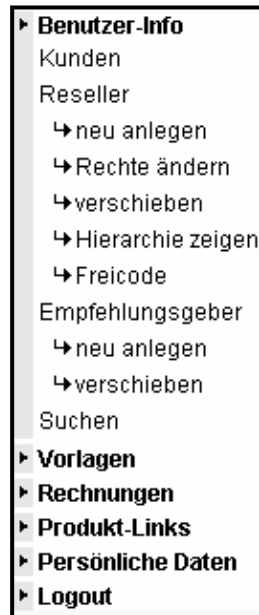 Benutzer-Info
Kunden
Reseller
↳neu anlegen
↳Rechte ändern
↳verschieben
↳Hierarchie zeigen
↳Freicode
Empfehlungsgeber
↳neu anlegen
↳verschieben
Suchen
Vorlagen
Rechnungen
Produkt-Links
Persönliche Daten
Logout